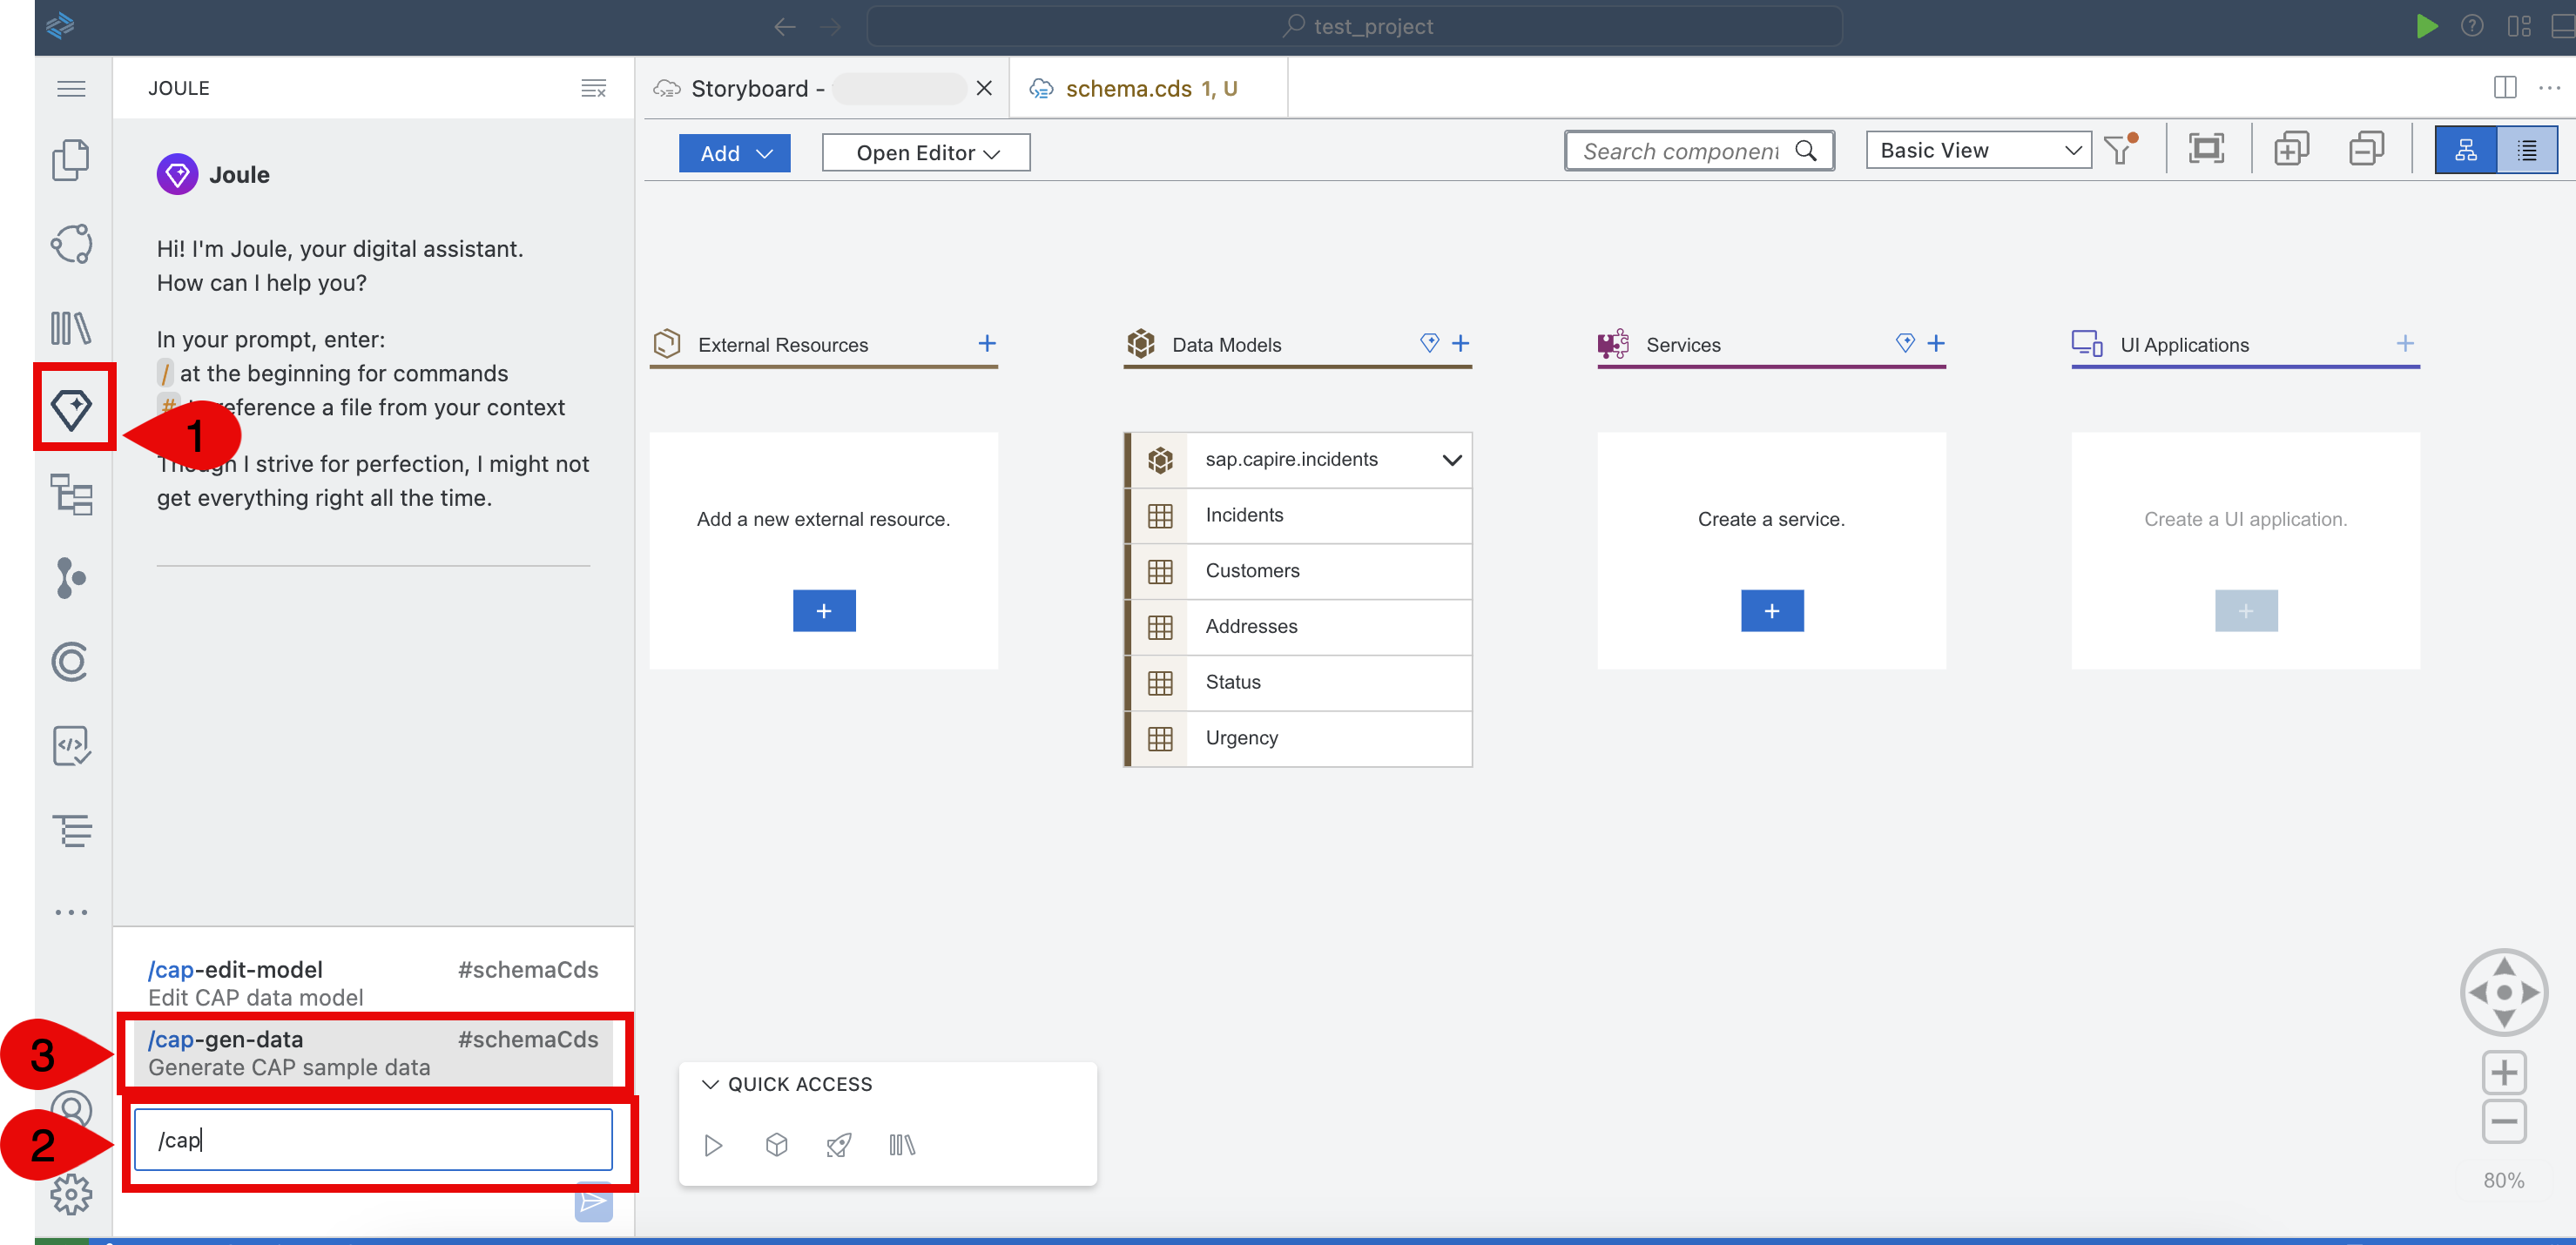 test_project
JOULE
Storyboard -
schema.cds 1, U
Add
Open Editor
Search component
Basic View
Joule
Hi! I'm Joule, your digital assistant.
How can I help you?
In your prompt, enter:
/ at the beginning for commands
# reference a file from your context
1
Though I strive for perfection, I might not
get everything right all the time.
External Resources
Data Models
Services
UI Applications
Add a new external resource.
sap.capire.incidents
Incidents
Customers
Addresses
Status
Urgency
Create a service.
Create a UI application.
/cap-edit-model #schemaCds
Edit CAP data model
3
/cap-gen-data #schemaCds
Generate CAP sample data
2
/cap
QUICK ACCESS
80%